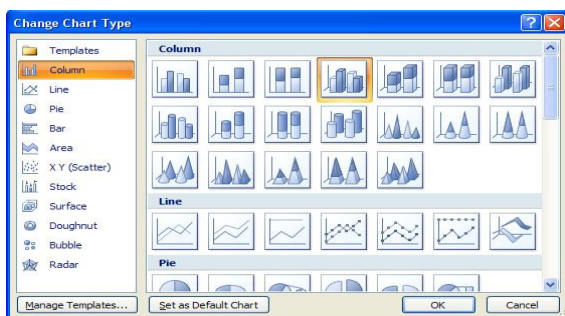 Change Chart Type
Templates
Column
Line
Pie
Bar
Area
X Y (Scatter)
Stock
Surface
Doughnut
Bubble
Radar
Column
Line
Pie
Manage Templates...
Set as Default Chart
OK
Cancel